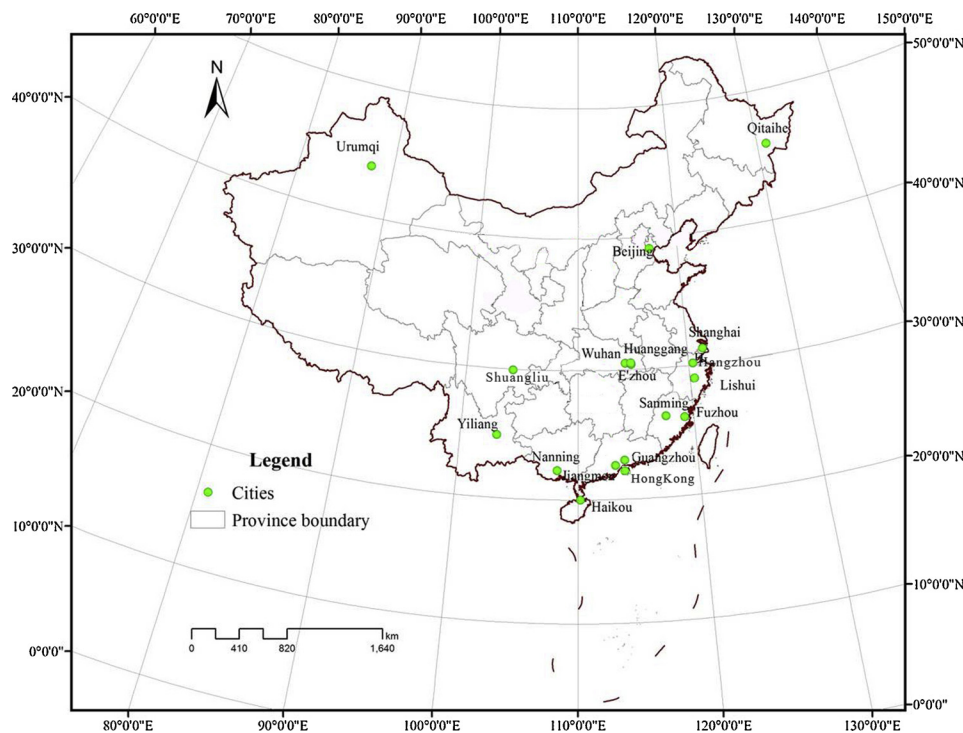 60°0'0"E 70°0'0"E 80°0'0"E 90°0'0"E 100°0'0"E 110°0'0"E 120°0'0"E 130°0'0"E 140°0'0"E 150°0'0"E
50°0'0"N
N
40°0'0"N
Qitaihe
Urumqi
40°0'0"N
30°0'0"N
Beijing
30°0'0"N
Shanghai
Wuhan Huanggang
Hangzhou
E'zhou
Shuangliu
Lishui
20°0'0"N
Sanming
Fuzhou
Yiliang
20°0'0"N
Nanning
Guangzhou
Legend
HongKong
Cities
Haikou
Province boundary
10°0'0"N
10°0'0"N
km
0 410 820 1,640
0°0'0"
0°0'0"
80°0'0"E 90°0'0"E 100°0'0"E 110°0'0"E 120°0'0"E 130°0'0"E